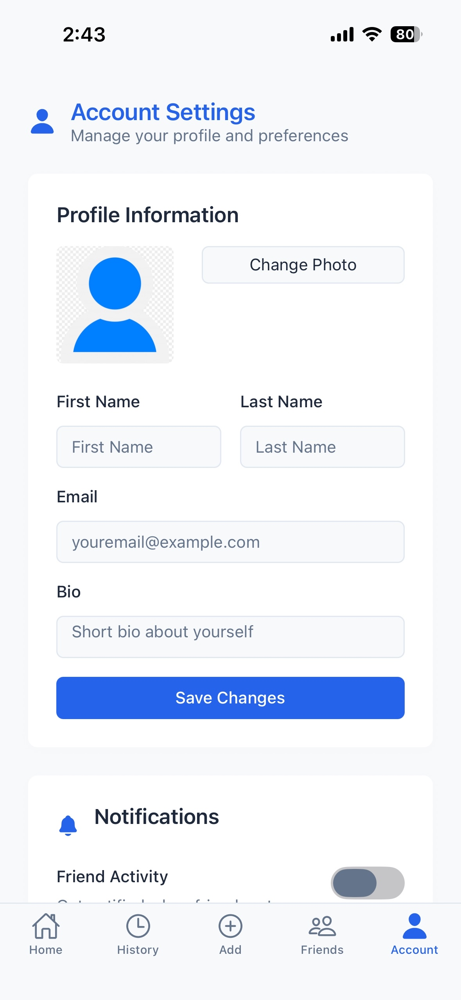 2:43
80
Account Settings
Manage your profile and preferences
Profile Information
Change Photo
First Name
Last Name
First Name
Last Name
Email
youremail@example.com
Bio
Short bio about yourself
Save Changes
Notifications
Friend Activity
Home
History
Add
Friends
Account